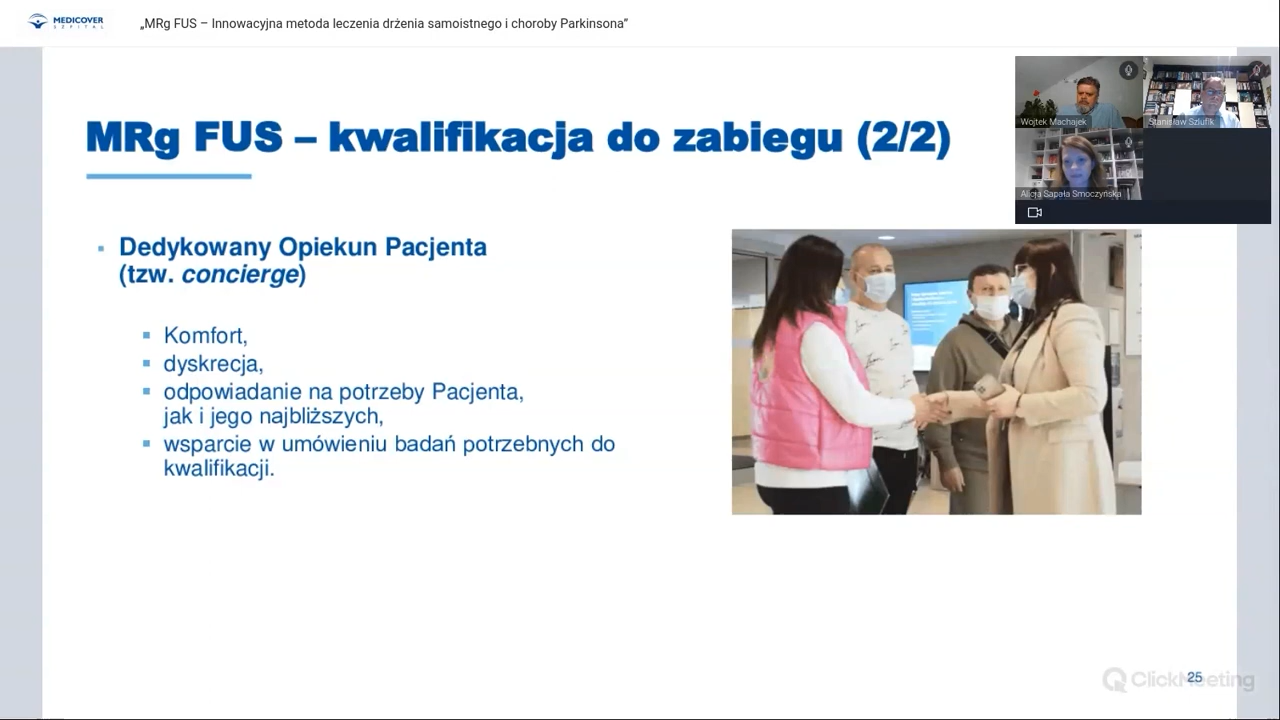 MEDICOVER
SZPITAL
„MRg FUS – Innowacyjna metoda leczenia drżenia samoistnego i choroby Parkinsona”
Wojtek Machajek
Stanisław Szlufik
Alicja Sapała Smoczyńska
MRg FUS – kwalifikacja do zabiegu (2/2)
Dedykowany Opiekun Pacjenta
(tzw. concierge)
Komfort,
dyskrecja,
odpowiadanie na potrzeby Pacjenta,
jak i jego najbliższych,
wsparcie w umówieniu badań potrzebnych do
kwalifikacji.
ClickMeeting
25